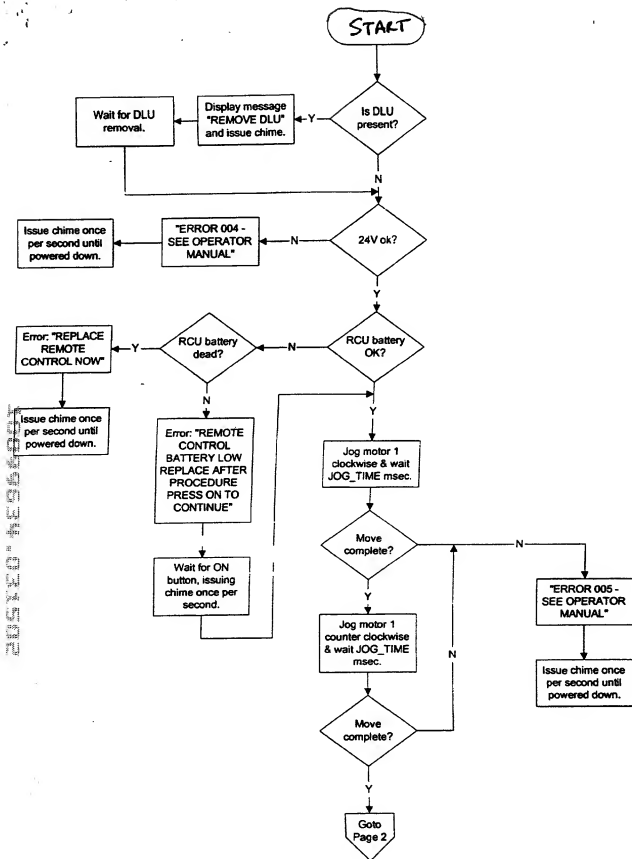 START
Is DLU
present?
Y
Display message
"REMOVE DLU"
and issue chime.
Wait for DLU
removal.
N
24V ok?
N
"ERROR 004 -
SEE OPERATOR
MANUAL"
Issue chime once
per second until
powered down.
Y
RCU battery
OK?
N
RCU battery
dead?
Y
Error: "REPLACE
REMOTE
CONTROL NOW"
Issue chime once
per second until
powered down.
N
Error: "REMOTE
CONTROL
BATTERY LOW
REPLACE AFTER
PROCEDURE
PRESS ON TO
CONTINUE"
Wait for ON
button, issuing
chime once per
second.
Y
Jog motor 1
clockwise & wait
JOG_TIME msec.
Move
complete?
N
"ERROR 005 -
SEE OPERATOR
MANUAL"
Issue chime once
per second until
powered down.
Y
Jog motor 1
counter clockwise
& wait JOG_TIME
msec.
N
Move
complete?
Y
Goto
Page 2